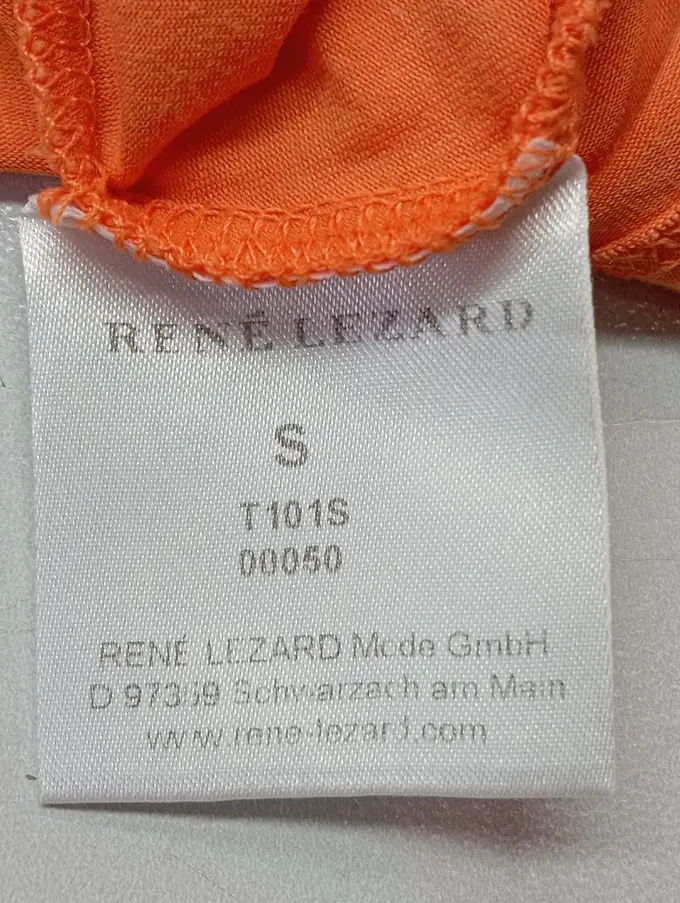 RENÉ LEZARD
S
T101S
00050
RENÉ LEZARD Mode GmbH
D 97359 Schwarzach am Main
www.rene-lezard.com